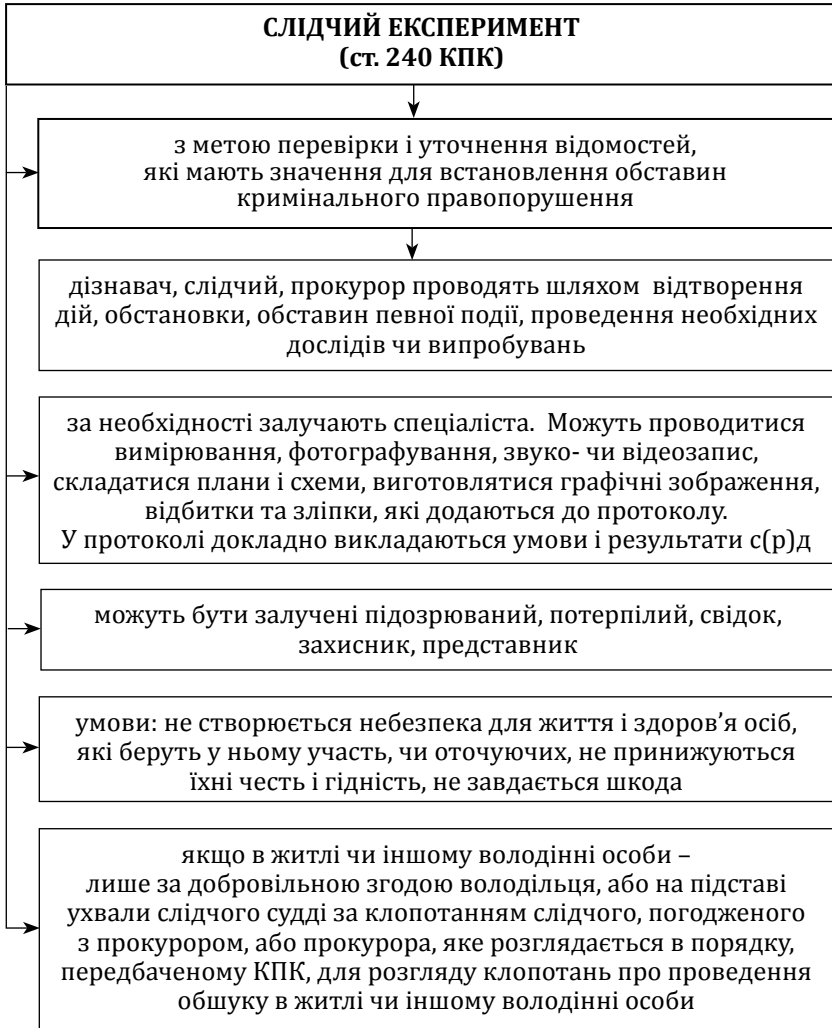 СЛІДЧИЙ ЕКСПЕРИМЕНТ
(ст. 240 КПК)
з метою перевірки і уточнення відомостей,
які мають значення для встановлення обставин
кримінального правопорушення
дізнавач, слідчий, прокурор проводять шляхом відтворення
дій, обстановки, обставин певної події, проведення необхідних
дослідів чи випробувань
за необхідності залучають спеціаліста. Можуть проводитися
вимірювання, фотографування, звуко- чи відеозапис,
складатися плани і схеми, виготовлятися графічні зображення,
відбитки та зліпки, які додаються до протоколу.
У протоколі докладно викладаються умови і результати с(р)д
можуть бути залучені підозрюваний, потерпілий, свідок,
захисник, представник
умови: не створюється небезпека для життя і здоров’я осіб,
які беруть у ньому участь, чи оточуючих, не принижуються
їхні честь і гідність, не завдається шкода
якщо в житлі чи іншому володінні особи –
лише за добровільною згодою володільця, або на підставі
ухвали слідчого судді за клопотанням слідчого, погодженого
з прокурором, або прокурора, яке розглядається в порядку,
передбаченому КПК, для розгляду клопотань про проведення
обшуку в житлі чи іншому володінні особи